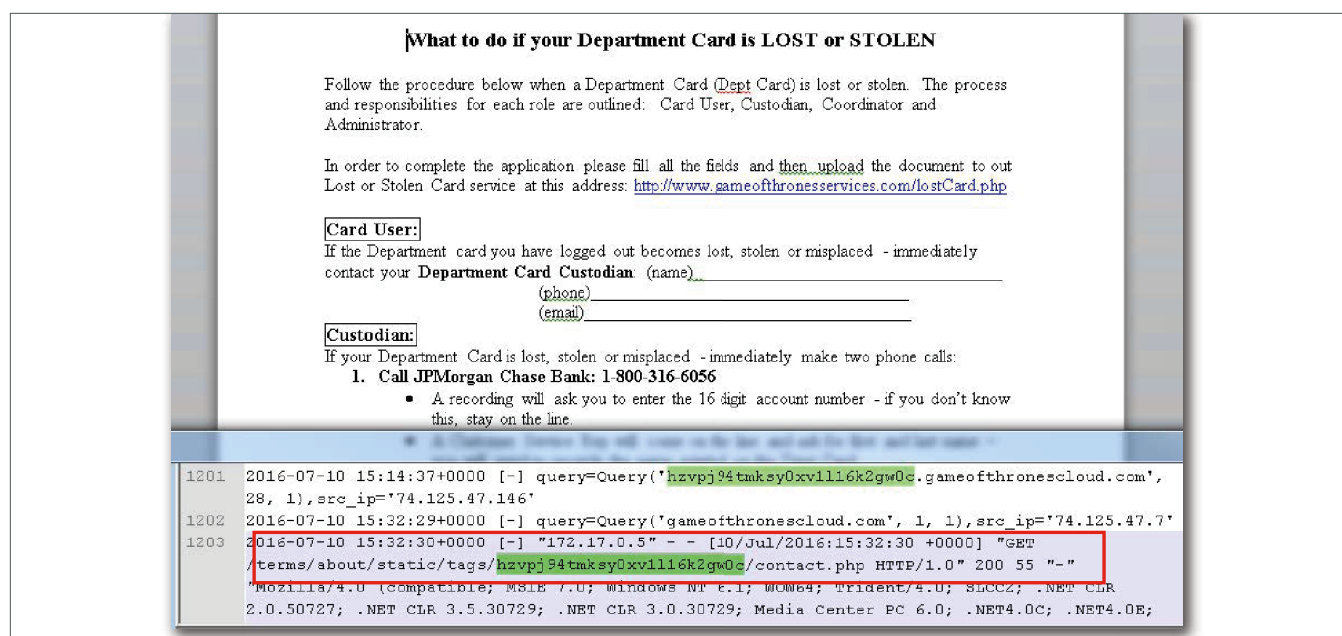 What to do if your Department Card is LOST or STOLEN
Follow the procedure below when a Department Card (Dept Card) is lost or stolen. The process
and responsibilities for each role are outlined: Card User, Custodian, Coordinator and
Administrator.
In order to complete the application please fill all the fields and then upload the document to out
Lost or Stolen Card service at this address: http://www.gameofthronesservices.com/lostCard.php
Card User:
If the Department card you have logged out becomes lost, stolen or misplaced - immediately
contact your Department Card Custodian: (name)
(phone)
(email)
Custodian:
If your Department Card is lost, stolen or misplaced - immediately make two phone calls:
1. Call JPMorgan Chase Bank: 1-800-316-6056
• A recording will ask you to enter the 16 digit account number - if you don't know
this, stay on the line.
1201 2016-07-10 15:14:37+0000 [-] query=Query('hzvpj94tmksy0xv1l16k2gw0c.gameofthronescloud.com',
28, 1),src_ip='74.125.47.146'
1202 2016-07-10 15:32:29+0000 [-] query=Query('gameofthronescloud.com', 1, 1),src_ip='74.125.47.7'
1203 2016-07-10 15:32:30+0000 [-] "172.17.0.5" - - [10/Jul/2016:15:32:30 +0000] "GET
/terms/about/static/tags/hzvpj94tmksy0xv1l16k2gw0c/contact.php HTTP/1.0" 200 55 "-"
"Mozilla/4.0 (compatible; MSIE 7.0; Windows NT 6.1; WOW64; Trident/4.0; SLCC2; .NET CLR
2.0.50727; .NET CLR 3.5.30729; .NET CLR 3.0.30729; Media Center PC 6.0; .NET4.0C; .NET4.0E;